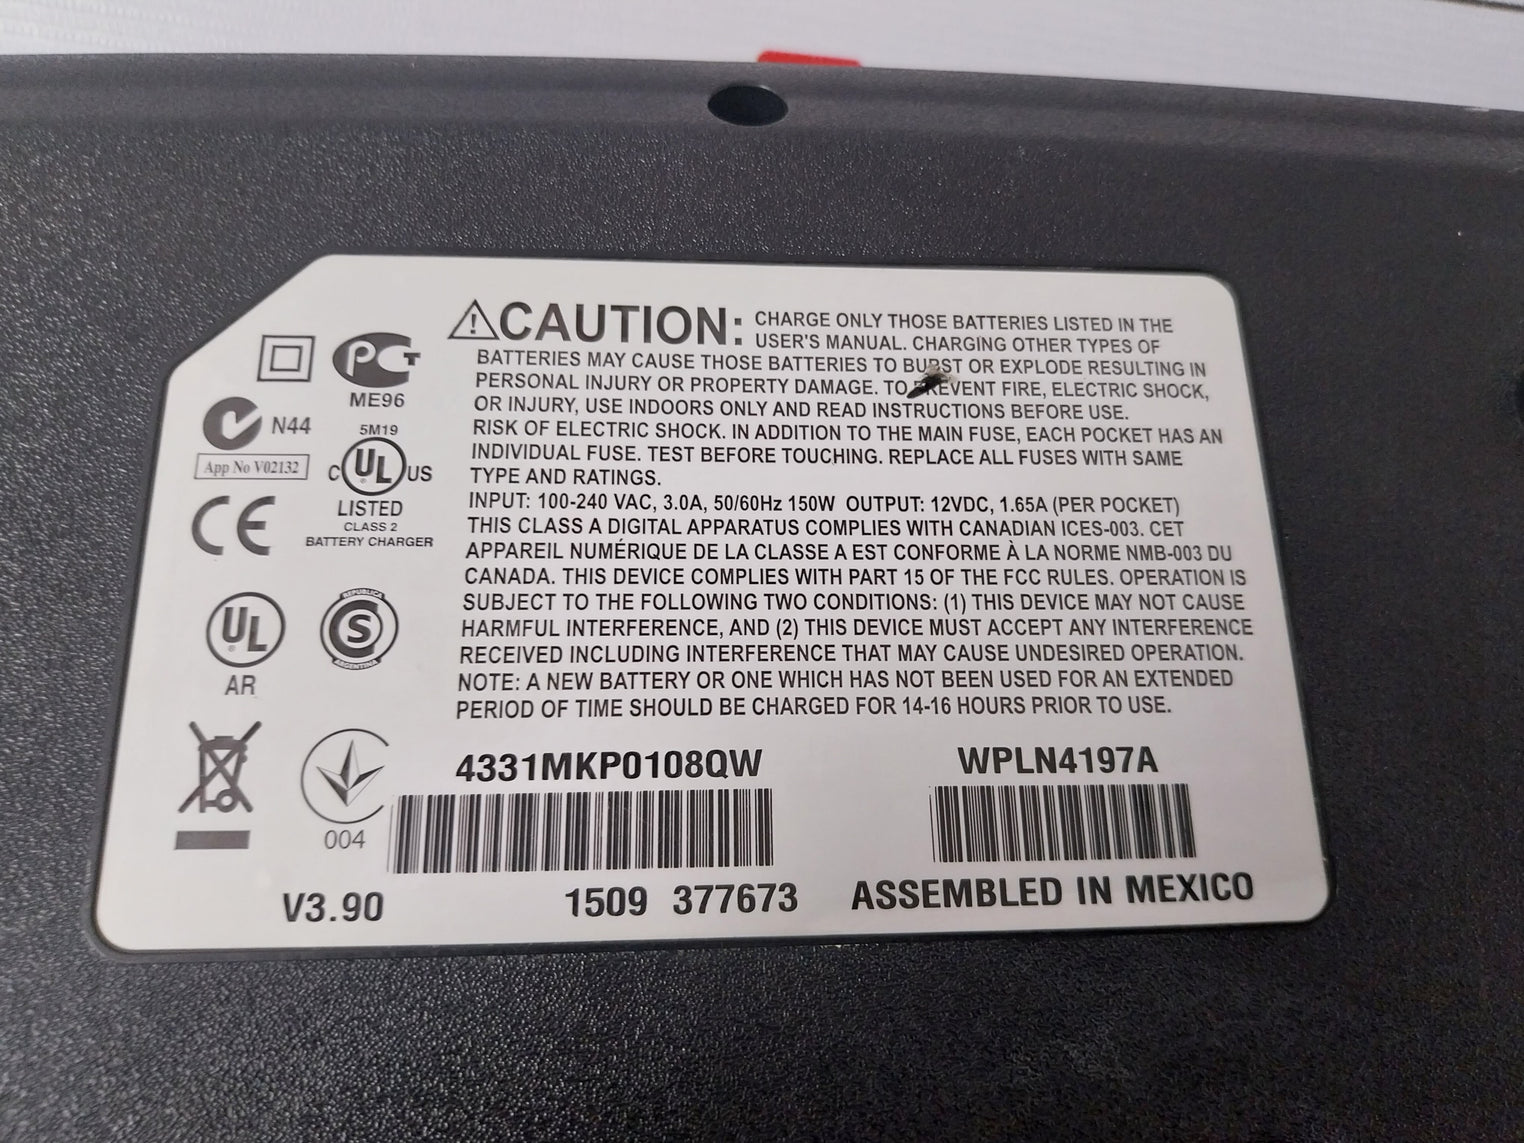 ⚠CAUTION: CHARGE ONLY THOSE BATTERIES LISTED IN THE
USER'S MANUAL. CHARGING OTHER TYPES OF
BATTERIES MAY CAUSE THOSE BATTERIES TO BURST OR EXPLODE RESULTING IN
PERSONAL INJURY OR PROPERTY DAMAGE. TO PREVENT FIRE, ELECTRIC SHOCK,
OR INJURY, USE INDOORS ONLY AND READ INSTRUCTIONS BEFORE USE.
RISK OF ELECTRIC SHOCK. IN ADDITION TO THE MAIN FUSE, EACH POCKET HAS AN
INDIVIDUAL FUSE. TEST BEFORE TOUCHING. REPLACE ALL FUSES WITH SAME
TYPE AND RATINGS.
INPUT: 100-240 VAC, 3.0A, 50/60Hz 150W OUTPUT: 12VDC, 1.65A (PER POCKET)
THIS CLASS A DIGITAL APPARATUS COMPLIES WITH CANADIAN ICES-003. CET
APPAREIL NUMÉRIQUE DE LA CLASSE A EST CONFORME À LA NORME NMB-003 DU
CANADA. THIS DEVICE COMPLIES WITH PART 15 OF THE FCC RULES. OPERATION IS
SUBJECT TO THE FOLLOWING TWO CONDITIONS: (1) THIS DEVICE MAY NOT CAUSE
HARMFUL INTERFERENCE, AND (2) THIS DEVICE MUST ACCEPT ANY INTERFERENCE
RECEIVED INCLUDING INTERFERENCE THAT MAY CAUSE UNDESIRED OPERATION.
NOTE: A NEW BATTERY OR ONE WHICH HAS NOT BEEN USED FOR AN EXTENDED
PERIOD OF TIME SHOULD BE CHARGED FOR 14-16 HOURS PRIOR TO USE.
PCT
ME96
N44
App No V02132
5M19
C UL US
®
LISTED
CLASS 2
BATTERY CHARGER
CE
UL
®
AR
REPUBLICA
S
ARGENTINA
004
4331MKP0108QW
WPLN4197A
V3.90
1509 377673
ASSEMBLED IN MEXICO